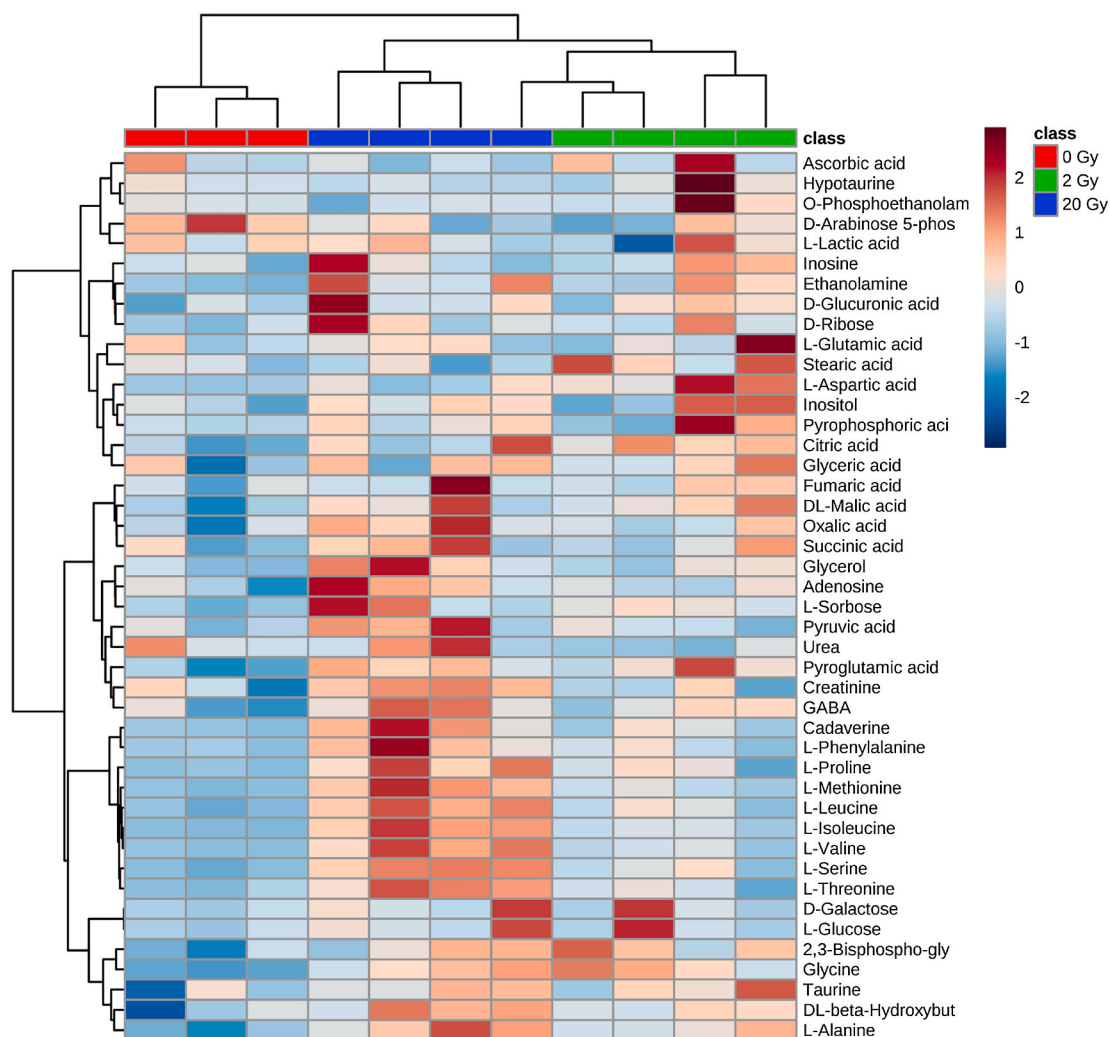 class
Ascorbic acid
Hypotaurine
O-Phosphoethanolam
D-Arabinose 5-phos
L-Lactic acid
Inosine
Ethanolamine
D-Glucuronic acid
D-Ribose
L-Glutamic acid
Stearic acid
L-Aspartic acid
Inositol
Pyrophosphoric aci
Citric acid
Glyceric acid
Fumaric acid
DL-Malic acid
Oxalic acid
Succinic acid
Glycerol
Adenosine
L-Sorbose
Pyruvic acid
Urea
Pyroglutamic acid
Creatinine
GABA
Cadaverine
L-Phenylalanine
L-Proline
L-Methionine
L-Leucine
L-Isoleucine
L-Valine
L-Serine
L-Threonine
D-Galactose
L-Glucose
2,3-Bisphospho-gly
Glycine
Taurine
DL-beta-Hydroxybut
L-Alanine
2
1
0
-1
-2
class
0 Gy
2 Gy
20 Gy